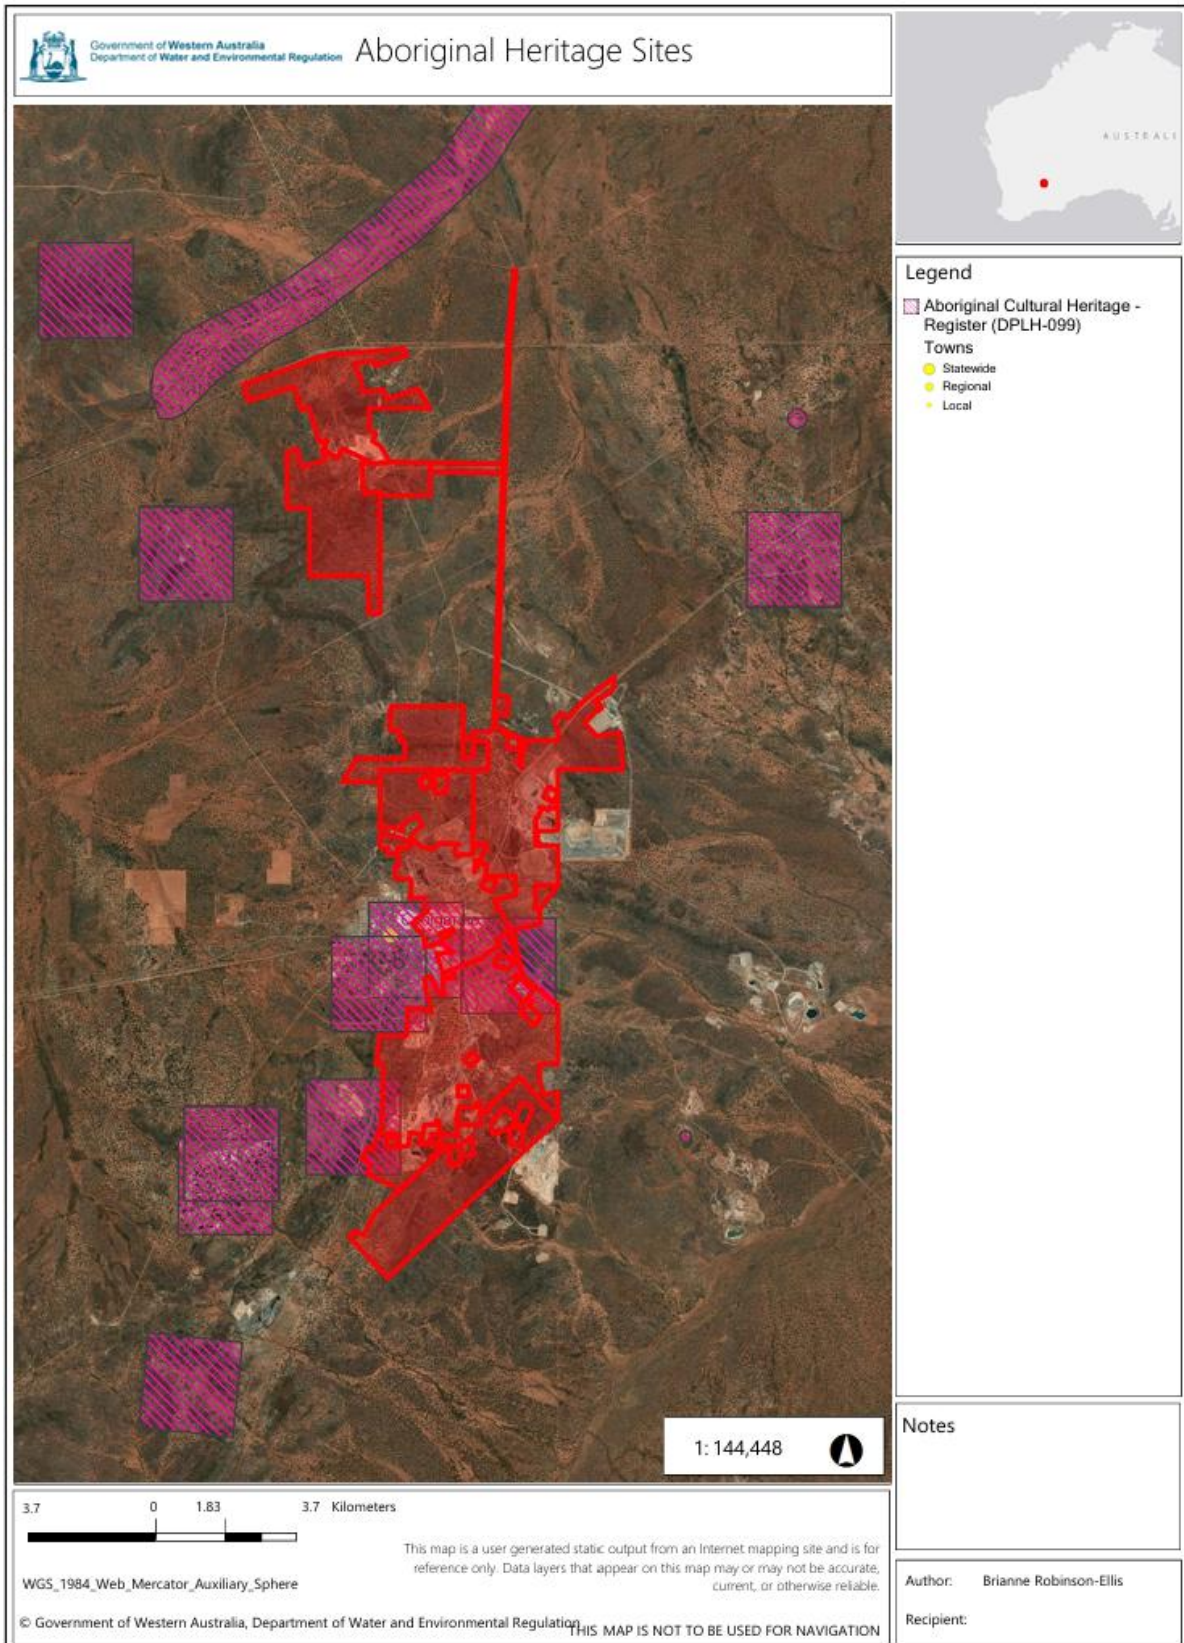 Government of Western Australia
Department of Water and Environmental Regulation
Aboriginal Heritage Sites
AUSTRALI
Legend
Aboriginal Cultural Heritage -
Register (DPLH-099)
Towns
Statewide
Regional
Local
1: 144,448
Notes
3.7 0 1.83 3.7 Kilometers
This map is a user generated static output from an Internet mapping site and is for
reference only. Data layers that appear on this map may or may not be accurate,
current, or otherwise reliable.
WGS_1984_Web_Mercator_Auxiliary_Sphere
© Government of Western Australia, Department of Water and Environmental Regulation
THIS MAP IS NOT TO BE USED FOR NAVIGATION
Author: Brianne Robinson-Ellis
Recipient: